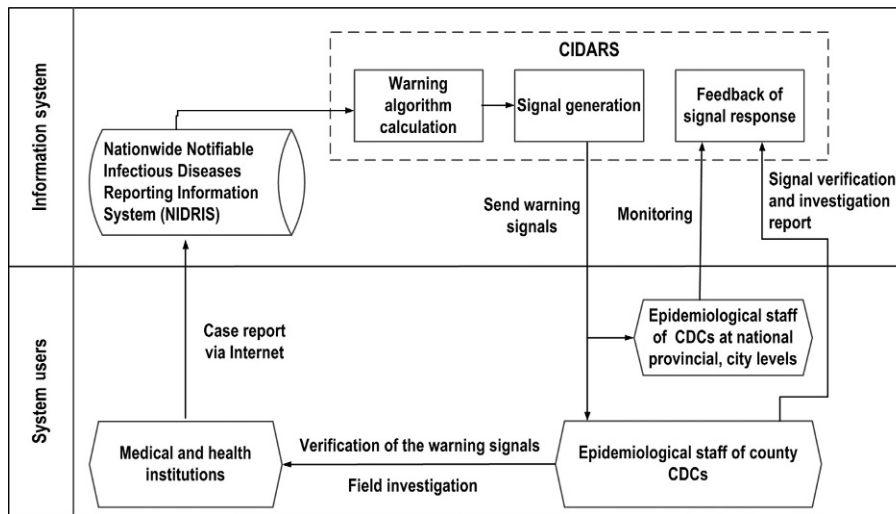 Information system
CIDARS
Warning
algorithm
calculation
Signal generation
Feedback of
signal response
Nationwide Notifiable
Infectious Diseases
Reporting Information
System (NIDRIS)
Send warning
signals
Monitoring
Signal verification
and investigation
report
System users
Case report
via Internet
Epidemiological staff
of CDCs at national
provincial, city levels
Medical and health
institutions
Verification of the warning signals
Field investigation
Epidemiological staff of county
CDCs